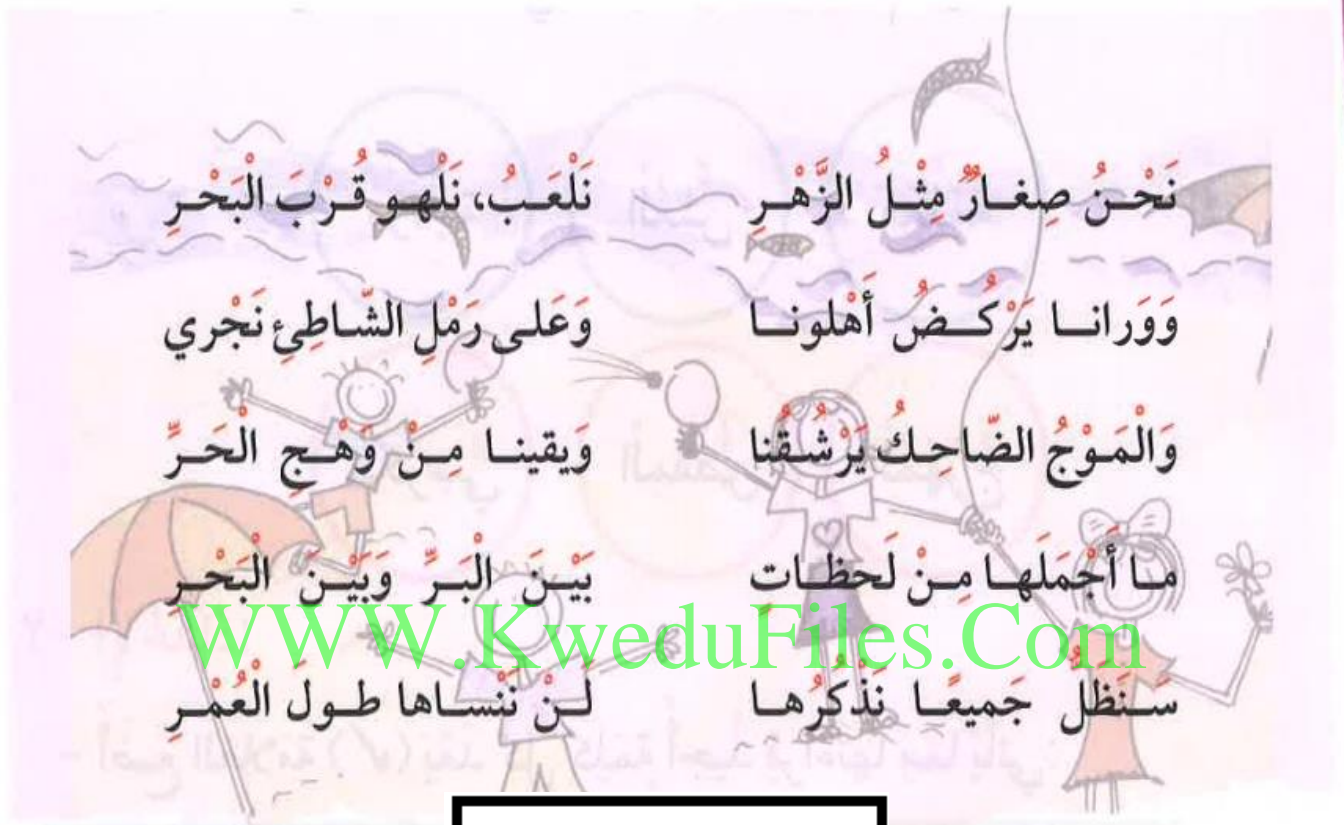 نَحْنُ صِغارٌ مِثْلُ الزَّهْرِ نَلْعَبُ، نَلْهو قُرْبَ الْبَحْرِ
وَوَرانا يَرْكُضُ أَهْلونا وَعَلى رَمْلِ الشّاطِئِ نَجْري
وَالْمَوْجُ الضّاحِكُ يَرْشُقُنا وَيَقينا مِنْ وَهْجِ الْحَرِّ
ما أَجْمَلَها مِنْ لَحَظاتٍ بَيْنَ الْبَرِّ وَبَيْنَ الْبَحْرِ
WWW.KweduFiles.Com
سَنَظَلُّ جَميعًا نَذْكُرُها لَنْ نَنْساها طولَ الْعُمْرِ